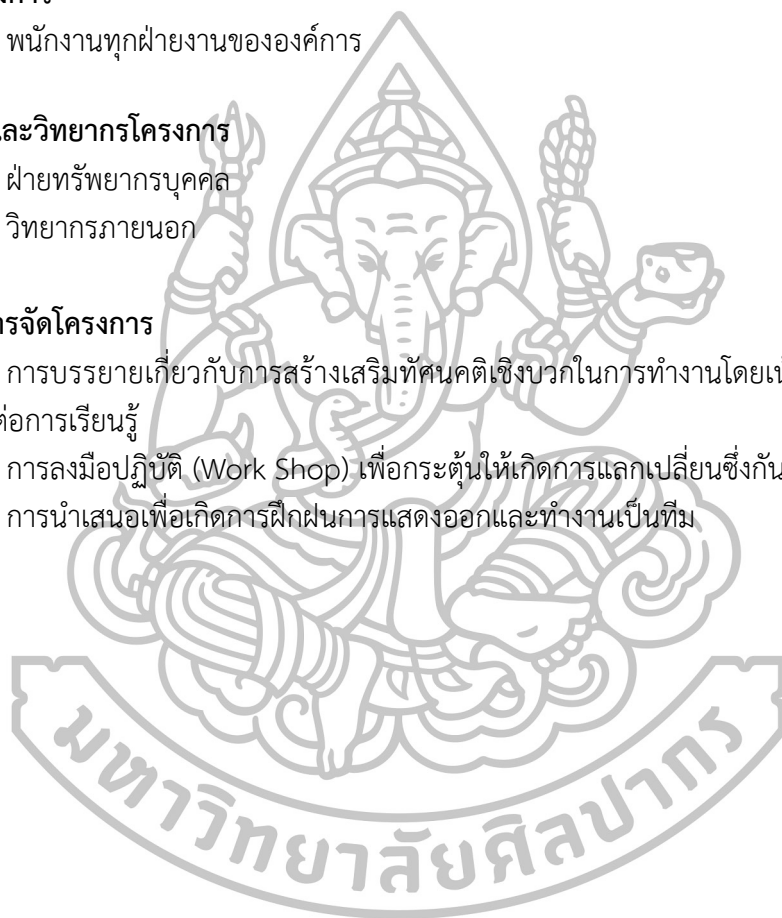 พนักงานทุกฝ่ายงานขององค์การ
และวิทยากรโครงการ
ฝ่ายทรัพยากรบุคคล
วิทยากรภายนอก
การจัดโครงการ
การบรรยายเกี่ยวกับการสร้างเสริมทัศนคติเชิงบวกในการทำงานโดยเน้
ต่อการเรียนรู้
การลงมือปฏิบัติ (Work Shop) เพื่อกระตุ้นให้เกิดการแลกเปลี่ยนซึ่งกัน
การนำเสนอเพื่อเกิดการฝึกฝนการแสดงออกและทำงานเป็นทีม
มหาวิทยาลัยศิลปากร